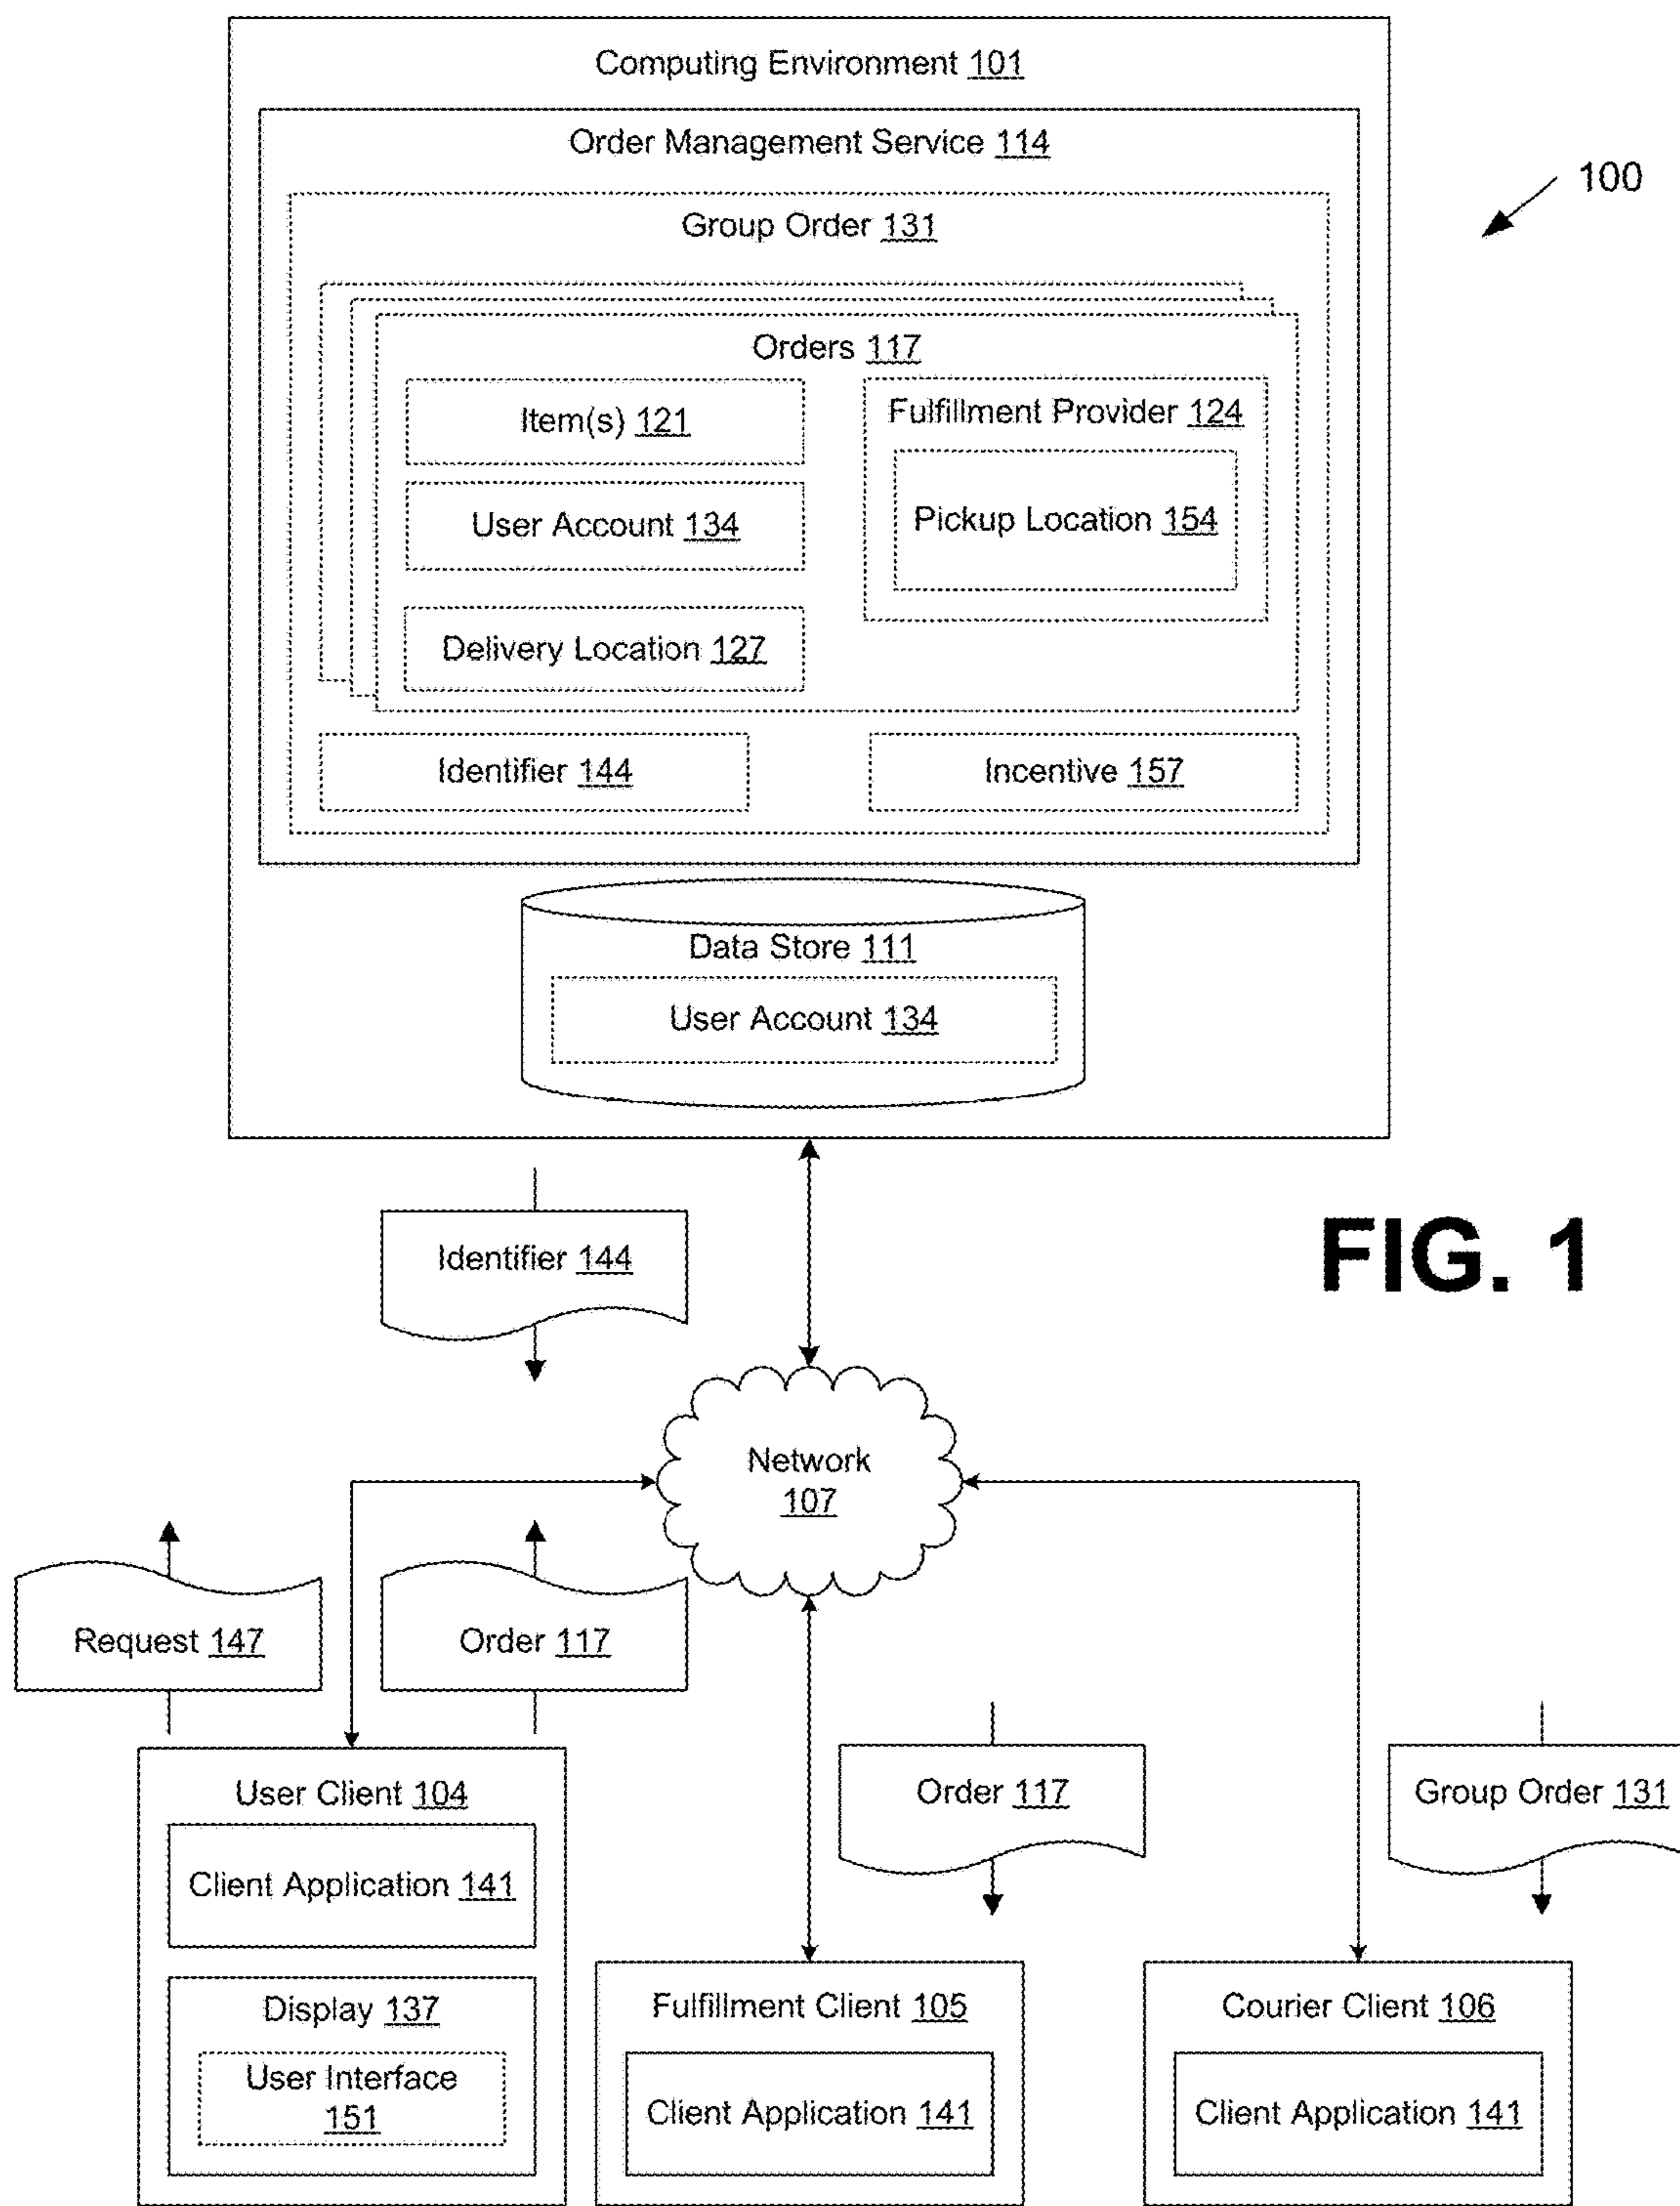 Computing Environment 101
Order Management Service 114
100
Group Order 131
Orders 117
Item(s) 121
Fulfillment Provider 124
User Account 134
Pickup Location 154
Delivery Location 127
Identifier 144
Incentive 157
Data Store 111
User Account 134
Identifier 144
FIG. 1
Network
107
Request 147
Order 117
User Client 104
Client Application 141
Display 137
User Interface
151
Order 117
Group Order 131
Fulfillment Client 105
Client Application 141
Courier Client 106
Client Application 141